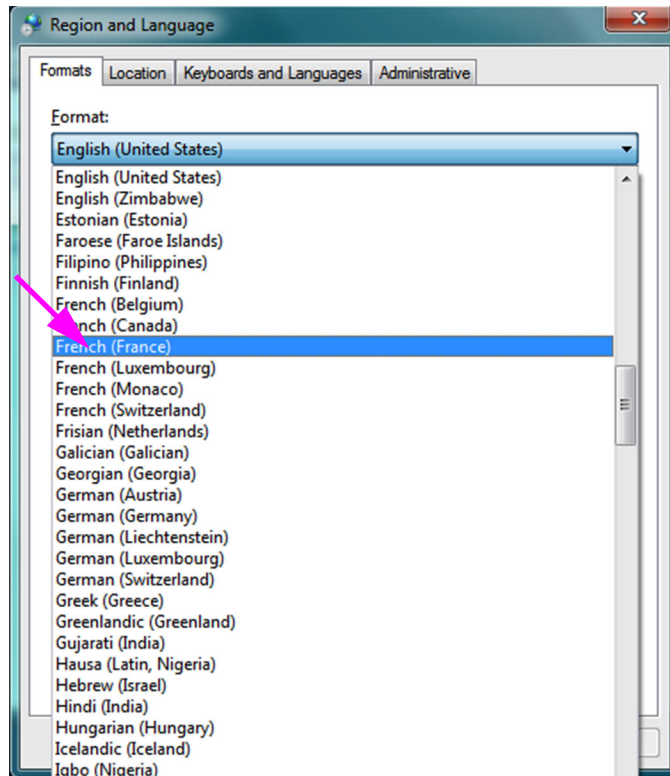 Region and Language
Formats Location Keyboards and Languages Administrative
Format:
English (United States)
English (United States)
English (Zimbabwe)
Estonian (Estonia)
Faroese (Faroe Islands)
Filipino (Philippines)
Finnish (Finland)
French (Belgium)
French (Canada)
French (France)
French (Luxembourg)
French (Monaco)
French (Switzerland)
Frisian (Netherlands)
Galician (Galician)
Georgian (Georgia)
German (Austria)
German (Germany)
German (Liechtenstein)
German (Luxembourg)
German (Switzerland)
Greek (Greece)
Greenlandic (Greenland)
Gujarati (India)
Hausa (Latin, Nigeria)
Hebrew (Israel)
Hindi (India)
Hungarian (Hungary)
Icelandic (Iceland)
Igbo (Nigeria)